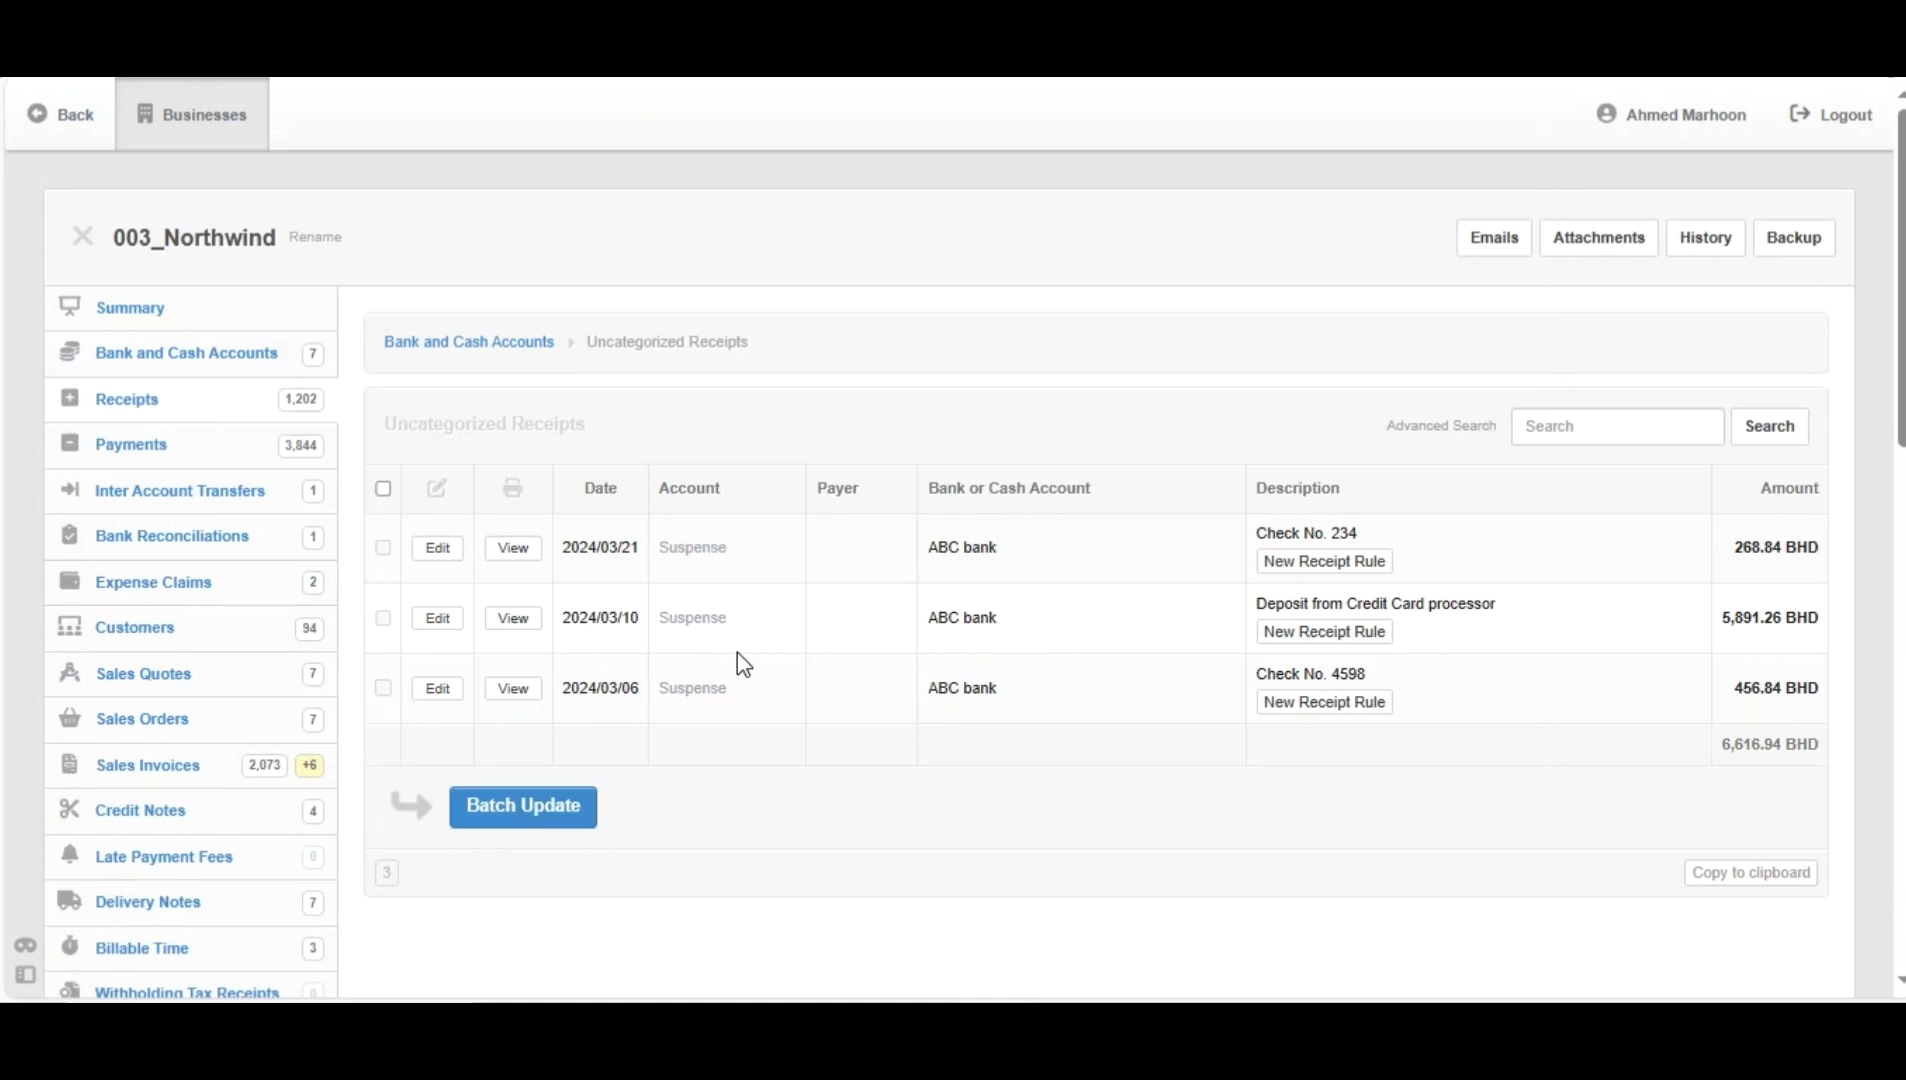 Back
Businesses
Ahmed Marhoon
Logout
003_Northwind Rename
Emails
Attachments
History
Backup
Summary
Bank and Cash Accounts 7
Receipts 1,202
Payments 3,844
Inter Account Transfers 1
Bank Reconciliations 1
Expense Claims 2
Customers 94
Sales Quotes 7
Sales Orders 7
Sales Invoices 2,073 +6
Credit Notes 4
Late Payment Fees 0
Delivery Notes 7
Billable Time 3
Withholding Tax Receipts 0
Bank and Cash Accounts Uncategorized Receipts
Uncategorized Receipts
Advanced Search Search Search
Date Account Payer Bank or Cash Account Description Amount
Edit View 2024/03/21 Suspense ABC bank Check No. 234 268.84 BHD
New Receipt Rule
Edit View 2024/03/10 Suspense ABC bank Deposit from Credit Card processor 5,891.26 BHD
New Receipt Rule
Edit View 2024/03/06 Suspense ABC bank Check No. 4598 456.84 BHD
New Receipt Rule
6,616.94 BHD
Batch Update
3
Copy to clipboard